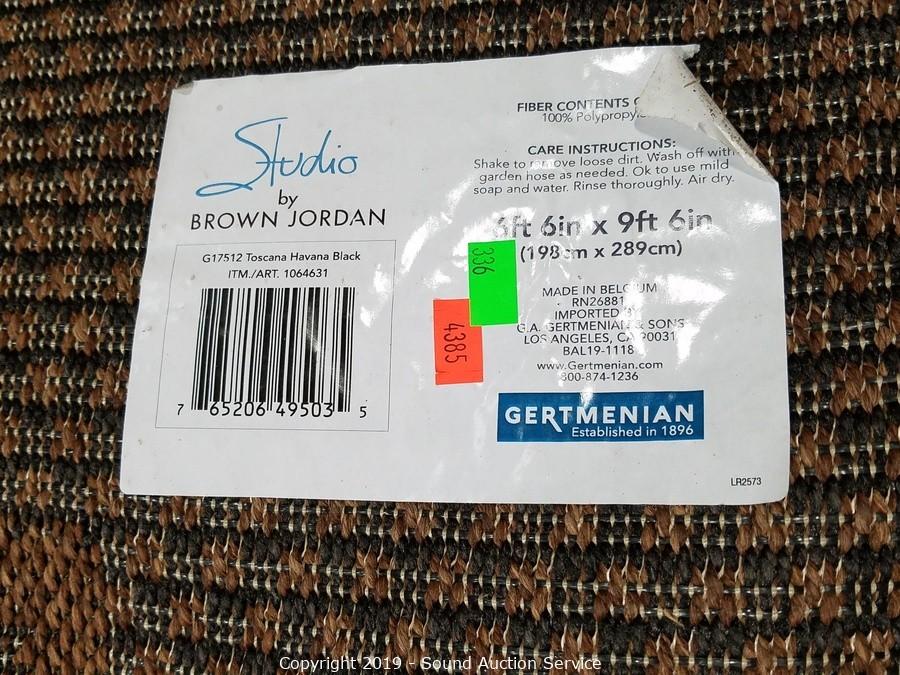 Studio
by
BROWN JORDAN
G17512 Toscana Havana Black
ITM./ART. 1064631
7 65206 49503 5
FIBER CONTENTS
100%
CARE INSTRUCTIONS:
Shake to remove loose dirt. Wash off with
garden hose as needed. Ok to use mild
soap and water. Rinse thoroughly. Air dry.
6ft 6in x 9ft 6in
(198cm x 289cm)
336
4385
MADE IN BELGIUM
RN26881
IMPORTED
G.A. GERTMENIAN & SONS
LOS ANGELES, CA 90031
BAL19-1118
www.Gertmenian.com
800-874-1236
GERTMENIAN
Established in 1896
LR2573
Copyright 2019 - Sound Auction Service